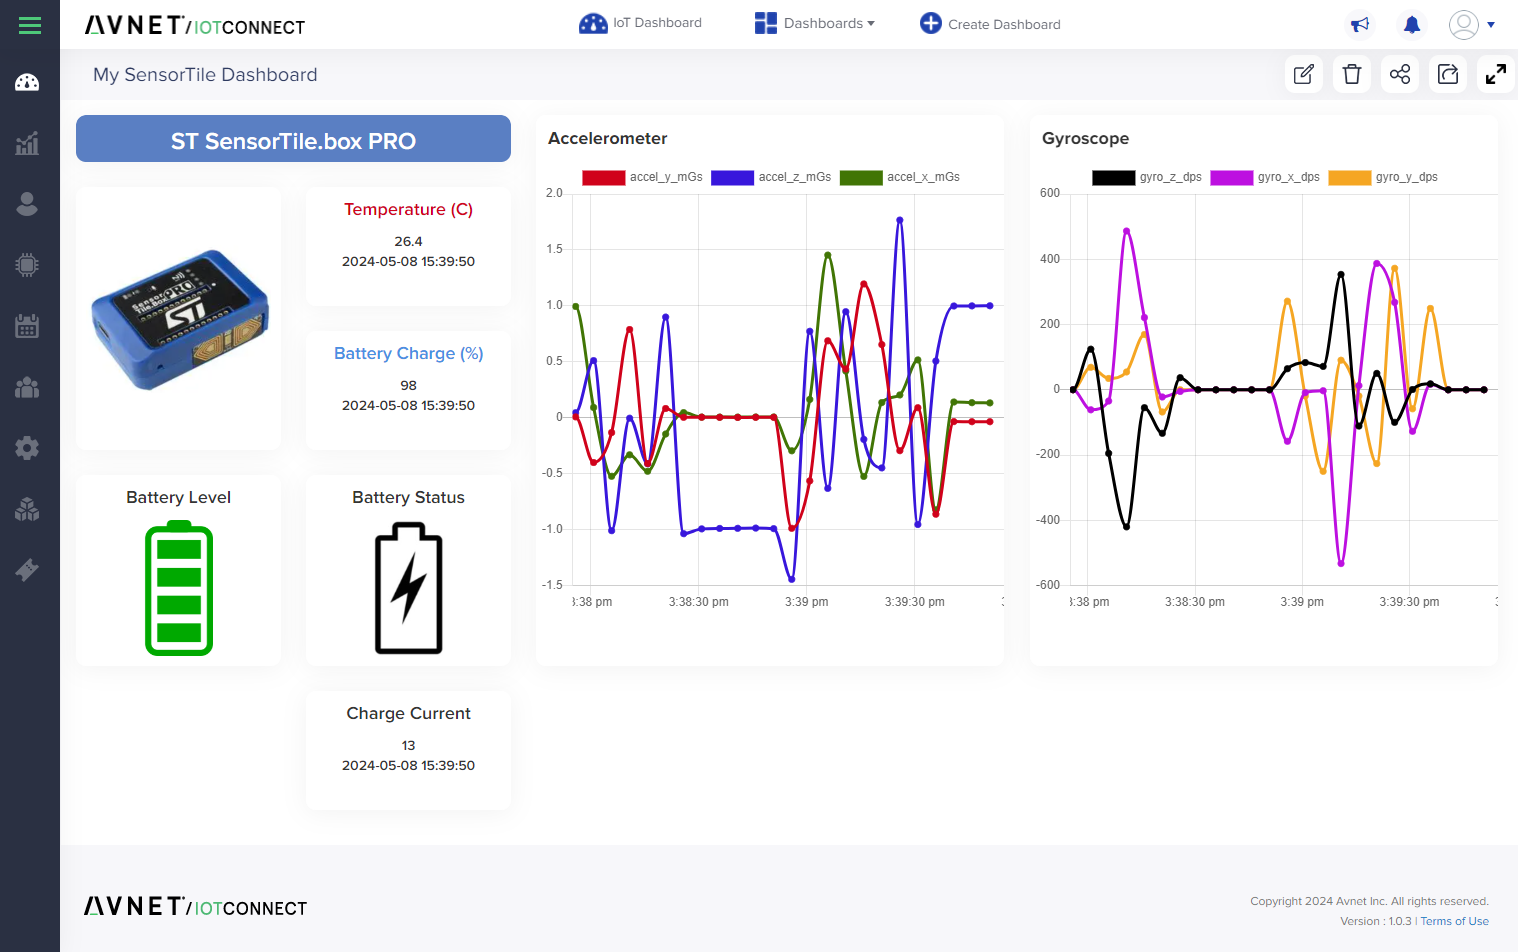 AVNET/IOTCONNECT
IoT Dashboard
Dashboards
Create Dashboard
My SensorTile Dashboard
ST SensorTile.box PRO
Sensor
Tile.Box
PRO
ST
Temperature (C)
26.4
2024-05-08 15:39:50
Battery Charge (%)
98
2024-05-08 15:39:50
Battery Level
Battery Status
Charge Current
13
2024-05-08 15:39:50
Accelerometer
accel_y_mGs accel_z_mGs accel_x_mGs
2.0
1.5
1.0
0.5
0
-0.5
-1.0
-1.5
3:38 pm 3:38:30 pm 3:39 pm 3:39:30 pm
Gyroscope
gyro_z_dps gyro_x_dps gyro_y_dps
600
400
200
0
-200
-400
-600
3:38 pm 3:38:30 pm 3:39 pm 3:39:30 pm
AVNET/IOTCONNECT
Copyright 2024 Avnet Inc. All rights reserved.
Version : 1.0.3 | Terms of Use